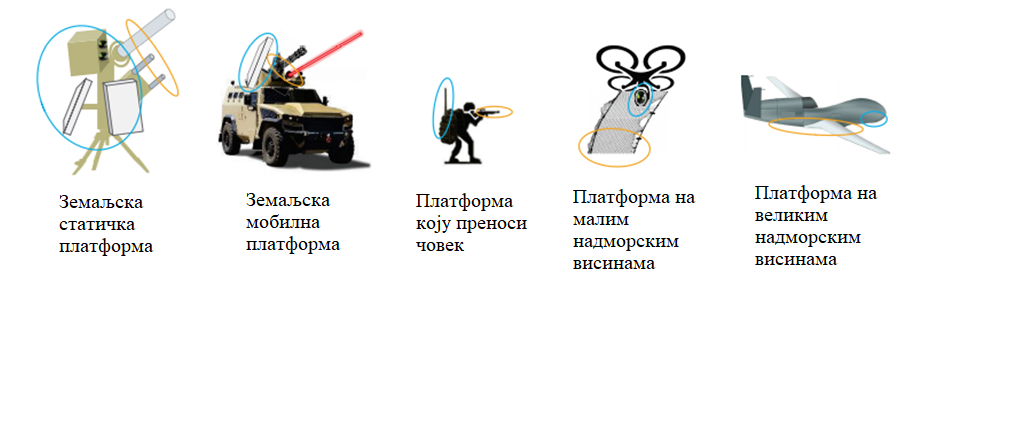 Земаљска
статичка
платформа
Земаљска
мобилна
платформа
Платформа
коју преноси
човек
Платформа на
малим
надморским
висинама
Платформа на
великим
надморским
висинама